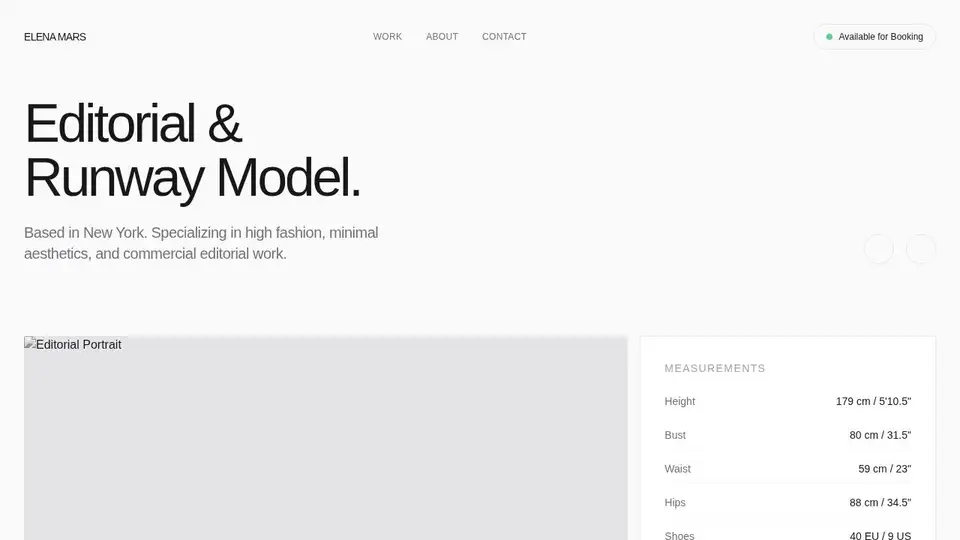 ELENA MARS
WORK
ABOUT
CONTACT
Available for Booking
Editorial &
Runway Model.
Based in New York. Specializing in high fashion, minimal
aesthetics, and commercial editorial work.
Editorial Portrait
MEASUREMENTS
Height 179 cm / 5'10.5"
Bust 80 cm / 31.5"
Waist 59 cm / 23"
Hips 88 cm / 34.5"
Shoes 40 EU / 9 US